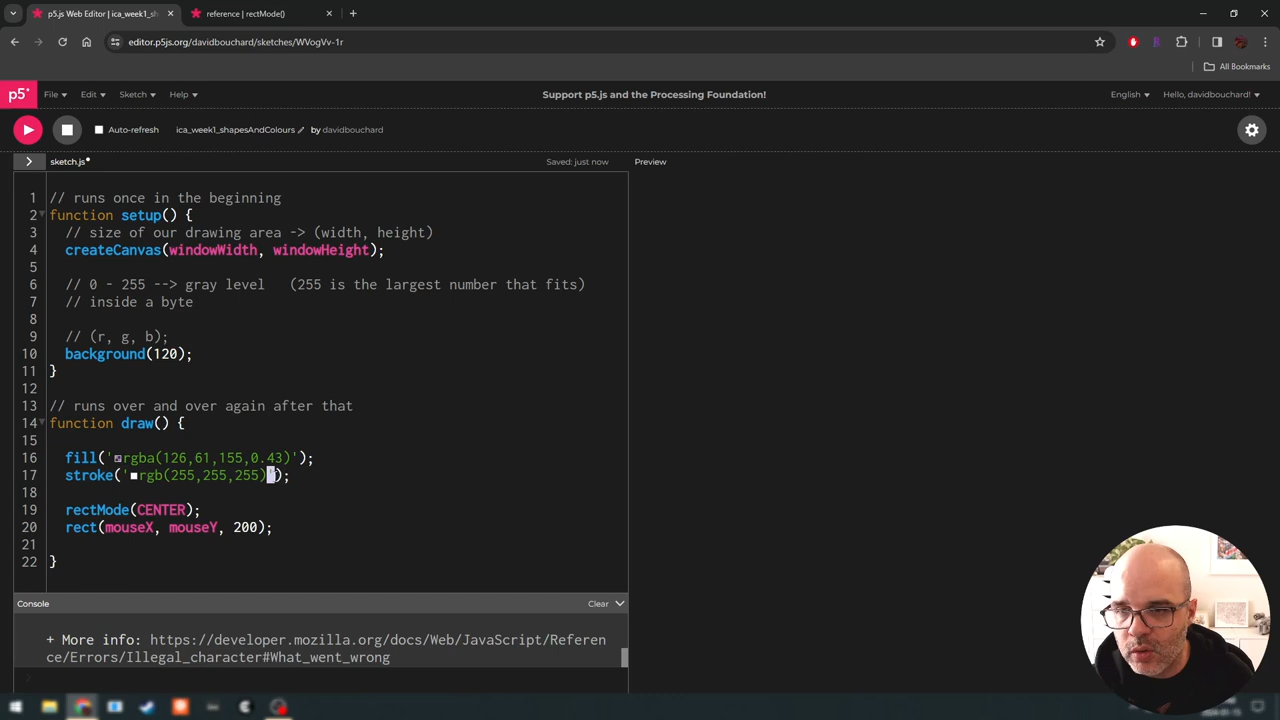 p5.js Web Editor | ica_week1_sh
reference | rectMode()
editor.p5js.org/davidbouchard/sketches/WVogVv-1r
All Bookmarks
p5* File Edit Sketch Help Support p5.js and the Processing Foundation! English Hello, davidbouchard!
Auto-refresh ica_week1_shapesAndColours by davidbouchard
sketch.js Saved: just now Preview
1 // runs once in the beginning
2 function setup() {
3 // size of our drawing area -> (width, height)
4 createCanvas(windowWidth, windowHeight);
5
6 // 0 - 255 --> gray level (255 is the largest number that fits)
7 // inside a byte
8
9 // (r, g, b);
10 background(120);
11 }
12
13 // runs over and over again after that
14 function draw() {
15
16 fill('rgba(126,61,155,0.43)');
17 stroke('rgb(255,255,255)');
18
19 rectMode(CENTER);
20 rect(mouseX, mouseY, 200);
21
22 }
Console Clear
+ More info: https://developer.mozilla.org/docs/Web/JavaScript/Referen
ce/Errors/Illegal_character#What_went_wrong